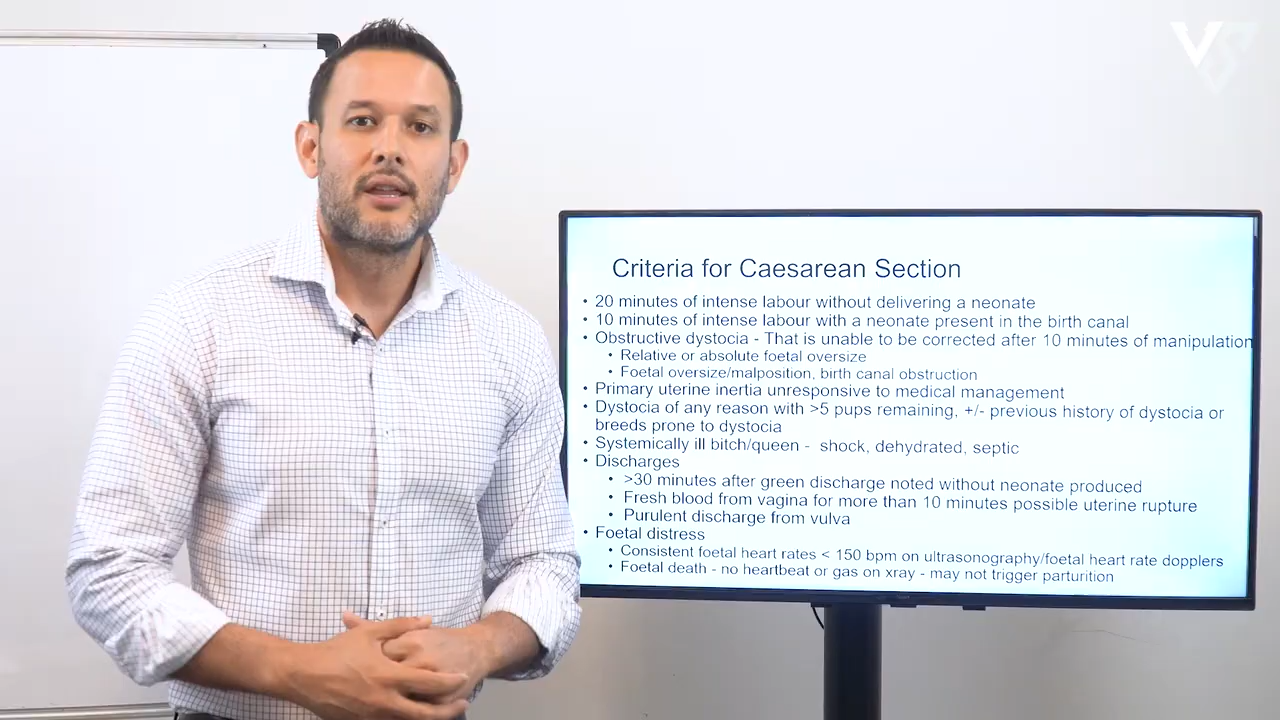 VS
Criteria for Caesarean Section
• 20 minutes of intense labour without delivering a neonate
• 10 minutes of intense labour with a neonate present in the birth canal
• Obstructive dystocia - That is unable to be corrected after 10 minutes of manipulation
• Relative or absolute foetal oversize
• Foetal oversize/malposition, birth canal obstruction
• Primary uterine inertia unresponsive to medical management
• Dystocia of any reason with >5 pups remaining, +/- previous history of dystocia or
breeds prone to dystocia
• Systemically ill bitch/queen - shock, dehydrated, septic
• Discharges
• >30 minutes after green discharge noted without neonate produced
• Fresh blood from vagina for more than 10 minutes possible uterine rupture
• Purulent discharge from vulva
• Foetal distress
• Consistent foetal heart rates < 150 bpm on ultrasonography/foetal heart rate dopplers
• Foetal death - no heartbeat or gas on xray - may not trigger parturition